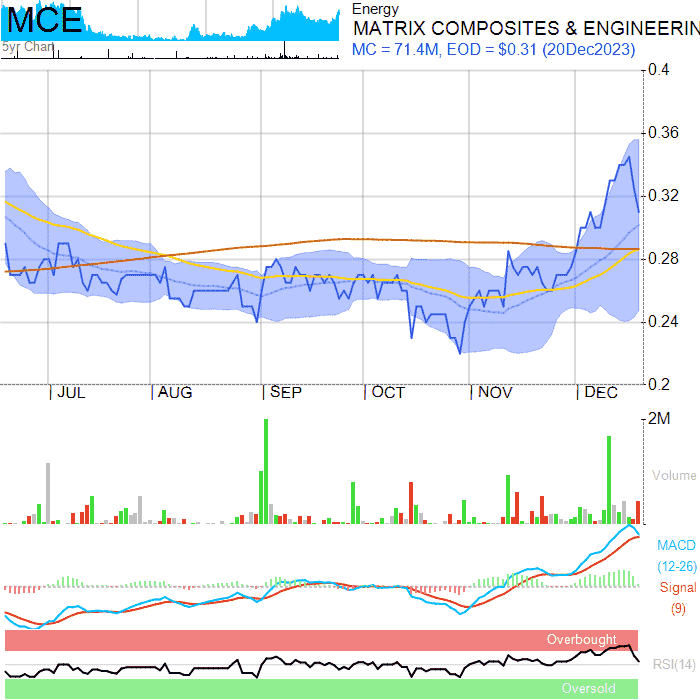 MCE
5yr Chart
Energy
MATRIX COMPOSITES & ENGINEERIN
MC = 71.4M, EOD = $0.31 (20Dec2023)
0.4
0.36
0.32
0.28
0.24
0.2
JUL AUG SEP OCT NOV DEC
2M
Volume
MACD
(12-26)
Signal
(9)
Overbought
RSI(14)
Oversold